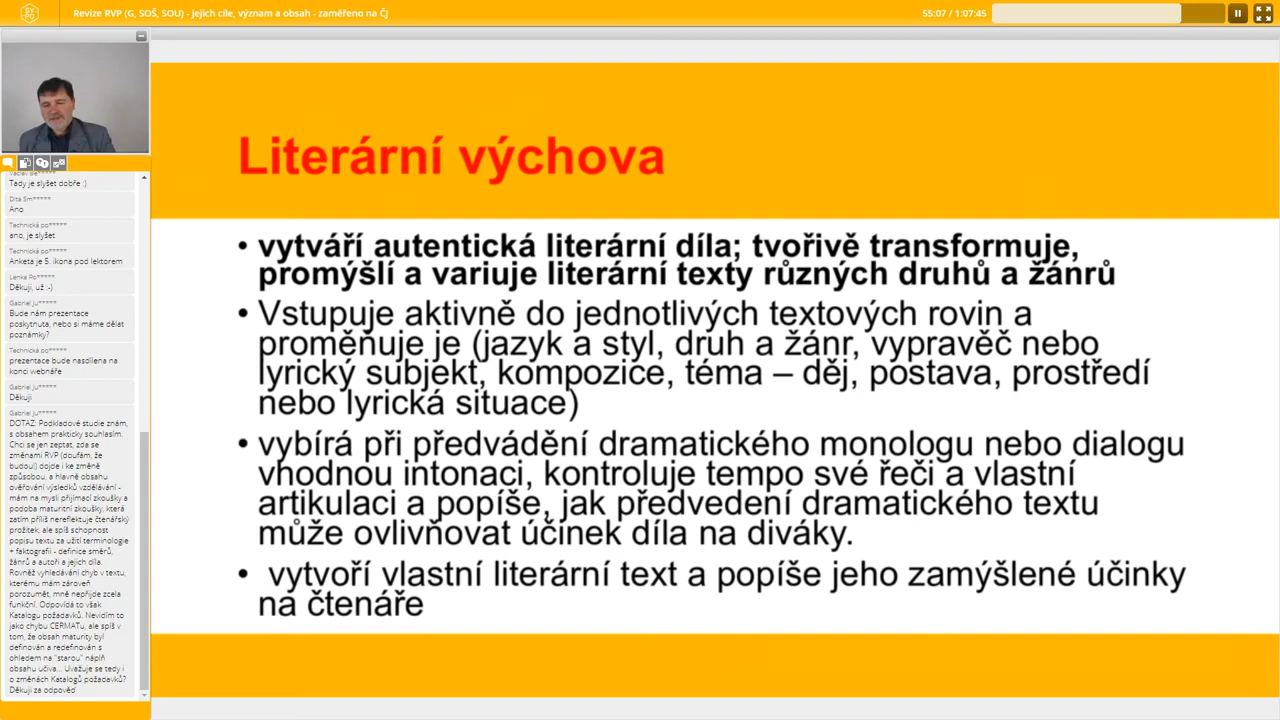 SYPO
Revize RVP (G, SOŠ, SOU) - jejich cíle, význam a obsah - zaměřeno na Čj
55:07 / 1:07:45
Literární výchova
• vytváří autentická literární díla; tvořivě transformuje,
promýšlí a variuje literární texty různých druhů a žánrů
• Vstupuje aktivně do jednotlivých textových rovin a
proměňuje je (jazyk a styl, druh a žánr, vypravěč nebo
lyrický subjekt, kompozice, téma – děj, postava, prostředí
nebo lyrická situace)
• vybírá při předvádění dramatického monologu nebo dialogu
vhodnou intonaci, kontroluje tempo své řeči a vlastní
artikulaci a popíše, jak předvedení dramatického textu
může ovlivňovat účinek díla na diváky.
• vytvoří vlastní literární text a popíše jeho zamýšlené účinky
na čtenáře
Tady je slyšet dobře :)
Dita Sm*****
Ano
Technická po*****
ano, je slyšet
Technická po*****
Anketa je 5. ikona pod lektorem
Lenka Po*****
Děkuji, už :-)
Gabriel Ju*****
Bude nám prezentace
poskytnuta, nebo si máme dělat
poznámky?
Technická po*****
prezentace bude nasdílena na
konci webináře
Gabriel Ju*****
Děkuji
Gabriel Ju*****
DOTAZ: Podkladové studie znám,
s obsahem prakticky souhlasím.
Chci se jen zeptat, zda se
změnami RVP (doufám, že
budou!) dojde i ke změně
způsobu, a hlavně obsahu
ověřování výsledků vzdělávání -
mám na mysli přijímací zkoušky a
podoba maturitní zkoušky, která
zatím příliš nereflektuje čtenářský
prožitek, ale spíš schopnost
popisu textu za užití terminologie
+ faktografii - definice směrů,
žánrů a autoři a jejich díla.
Rovněž vyhledávání chyb v textu,
kterému mám zároveň
porozumět, mně nepřijde zcela
funkční. Odpovídá to však
Katalogu požadavků. Nevidím to
jako chybu CERMATu, ale spíš v
tom, že obsah maturity byl
definován a redefinován s
ohledem na "starou" náplň
obsahu učiva... Uvažuje se tedy i
o změnách Katalogů požadavků?
Děkuji za odpověď